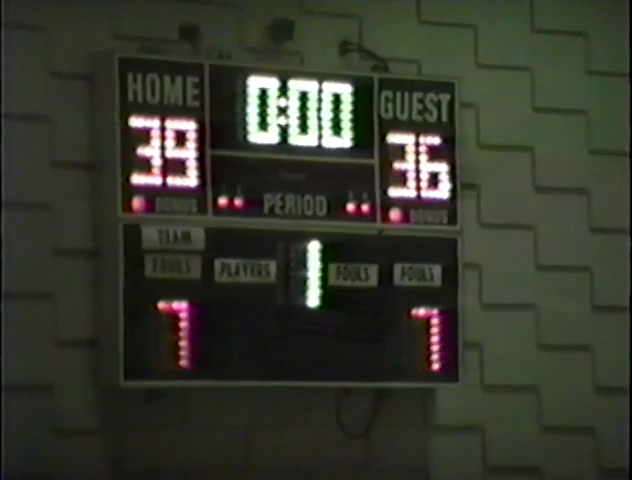 HOME 0:00 GUEST
39 36
BONUS PERIOD BONUS
TEAM
FOULS PLAYERS 1 FOULS FOULS
7 7